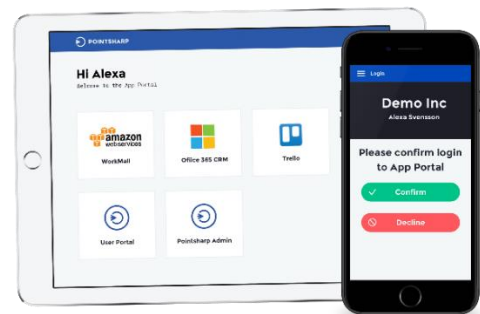 POINTSHARP
Hi Alexa
Welcome to the App Portal
amazon
webservices
WorkMail
Office 365 CRM
Trello
User Portal
Pointsharp Admin
Login
Demo Inc
Alexa Svensson
Please confirm login
to App Portal
Confirm
Decline